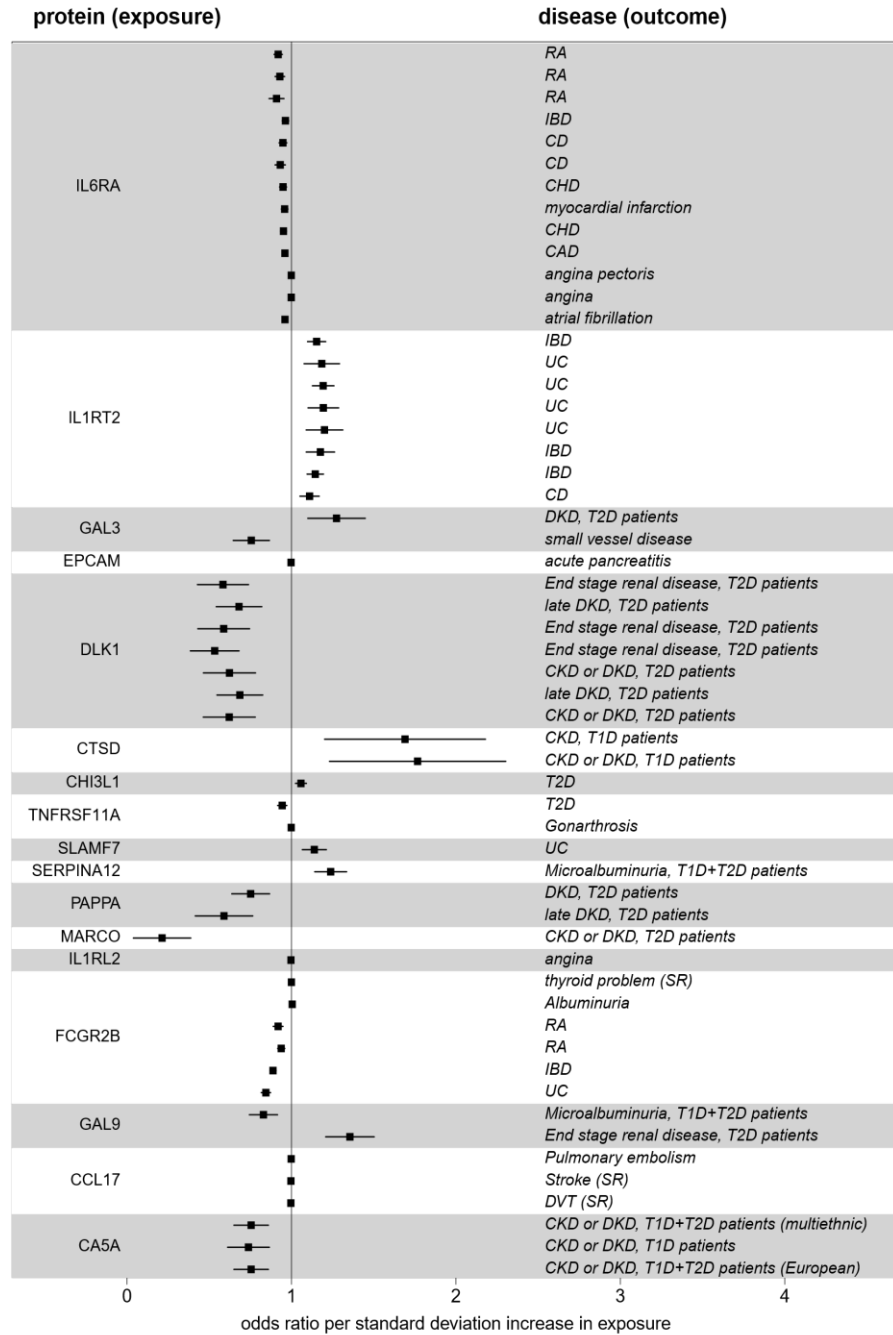 protein (exposure) disease (outcome)
RA
RA
RA
IBD
CD
CD
IL6RA CHD
myocardial infarction
CHD
CAD
angina pectoris
angina
atrial fibrillation
IBD
UC
UC
IL1RT2 UC
UC
IBD
IBD
CD
GAL3 DKD, T2D patients
small vessel disease
EPCAM acute pancreatitis
End stage renal disease, T2D patients
late DKD, T2D patients
End stage renal disease, T2D patients
DLK1 End stage renal disease, T2D patients
CKD or DKD, T2D patients
late DKD, T2D patients
CKD or DKD, T2D patients
CTSD CKD, T1D patients
CKD or DKD, T1D patients
CHI3L1 T2D
TNFRSF11A T2D
Gonarthrosis
SLAMF7 UC
SERPINA12 Microalbuminuria, T1D+T2D patients
PAPPA DKD, T2D patients
late DKD, T2D patients
MARCO CKD or DKD, T2D patients
IL1RL2 angina
thyroid problem (SR)
Albuminuria
FCGR2B RA
RA
IBD
UC
GAL9 Microalbuminuria, T1D+T2D patients
End stage renal disease, T2D patients
Pulmonary embolism
CCL17 Stroke (SR)
DVT (SR)
CKD or DKD, T1D+T2D patients (multiethnic)
CA5A CKD or DKD, T1D patients
CKD or DKD, T1D+T2D patients (European)
0 1 2 3 4
odds ratio per standard deviation increase in exposure